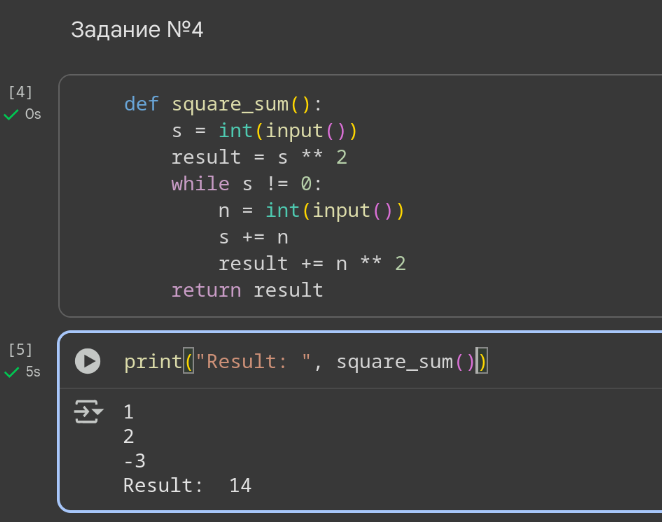 Задание №4
[4]
0s
def square_sum():
    s = int(input())
    result = s ** 2
    while s != 0:
        n = int(input())
        s += n
        result += n ** 2
    return result
[5]
5s
print("Result: ", square_sum())
1
2
-3
Result:  14